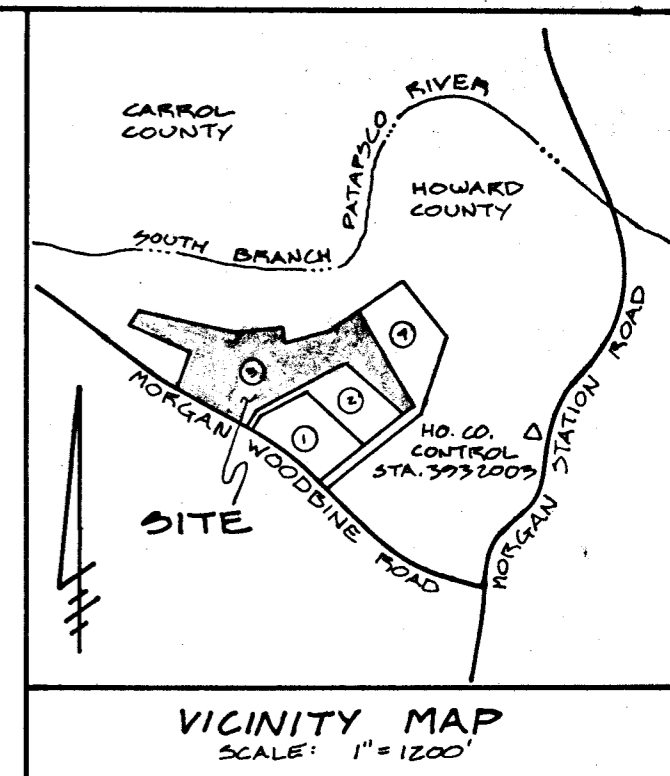 CARROL
COUNTY
SOUTH BRANCH PATAPSCO RIVER
HOWARD
COUNTY
4
3
2
1
HO. CO.
CONTROL
STA. 3932003
MORGAN STATION ROAD
MORGAN WOODBINE ROAD
SITE
VICINITY MAP
SCALE: 1" = 1200'